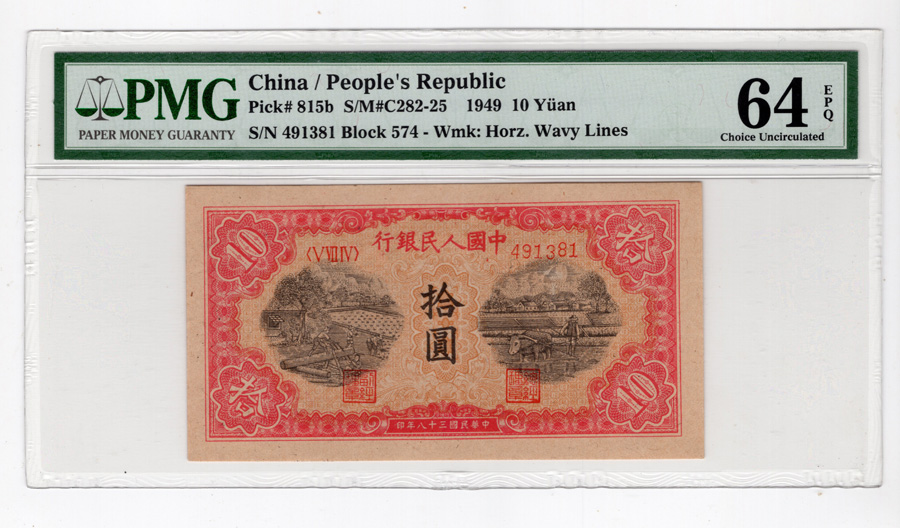 PMG
PAPER MONEY GUARANTY
China / People's Republic
Pick# 815b S/M#C282-25 1949 10 Yüan
S/N 491381 Block 574 - Wmk: Horz. Wavy Lines
64
EPQ
Choice Uncirculated
10
中國人民銀行
拾
〈V VII IV〉
491381
拾圓
拾
中華民國三十八年印
10